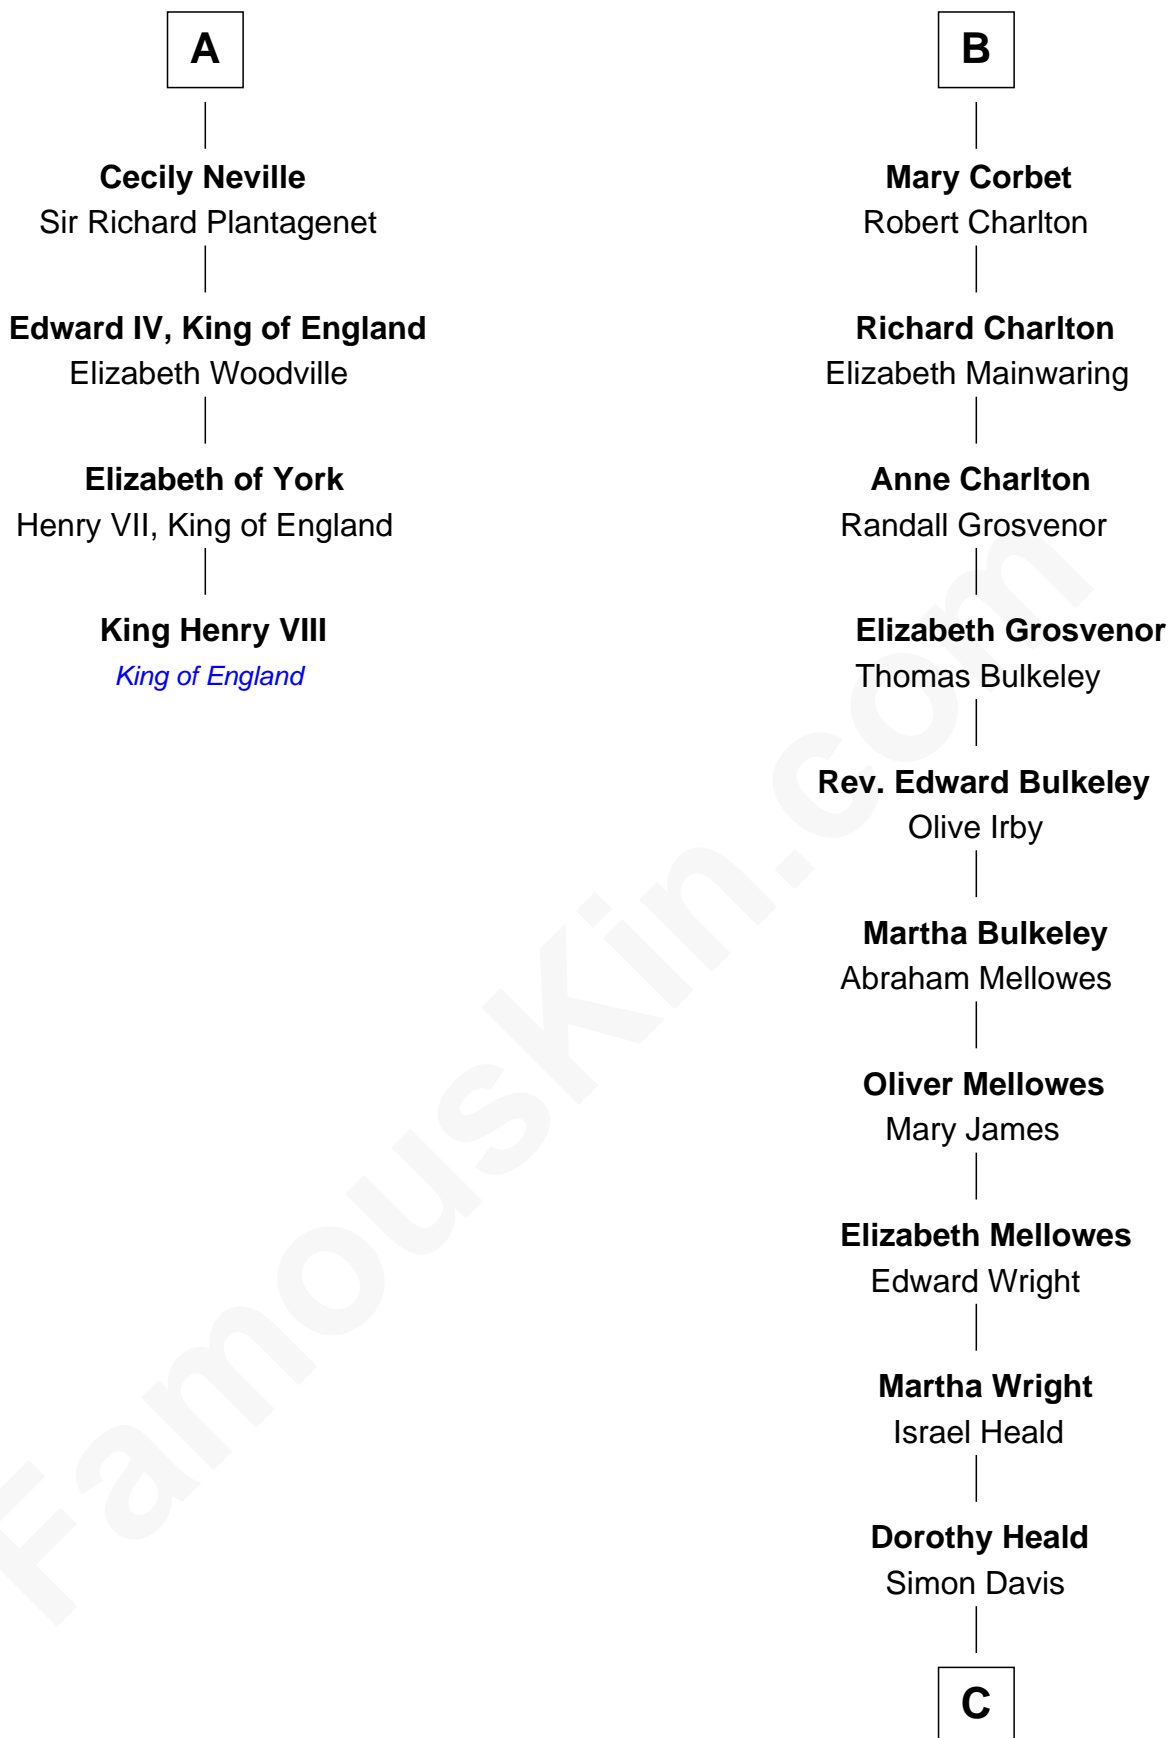 A
Cecily Neville
Sir Richard Plantagenet
Edward IV, King of England
Elizabeth Woodville
Elizabeth of York
Henry VII, King of England
King Henry VIII
King of England
B
Mary Corbet
Robert Charlton
Richard Charlton
Elizabeth Mainwaring
Anne Charlton
Randall Grosvenor
Elizabeth Grosvenor
Thomas Bulkeley
Rev. Edward Bulkeley
Olive Irby
Martha Bulkeley
Abraham Mellowes
Oliver Mellowes
Mary James
Elizabeth Mellowes
Edward Wright
Martha Wright
Israel Heald
Dorothy Heald
Simon Davis
C
FamousKin.com